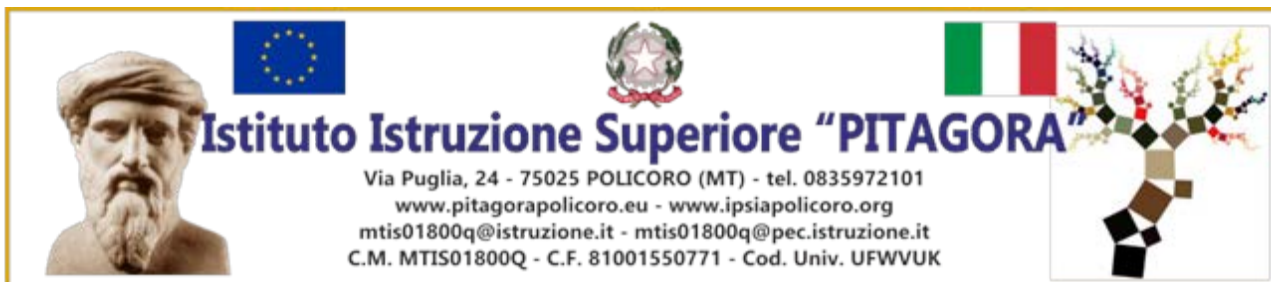 Istituto Istruzione Superiore “PITAGORA”
Via Puglia, 24 - 75025 POLICORO (MT) - tel. 0835972101
www.pitagorapolicoro.eu - www.ipsiapolicoro.org
mtis01800q@istruzione.it - mtis01800q@pec.istruzione.it
C.M. MTIS01800Q - C.F. 81001550771 - Cod. Univ. UFWVUK